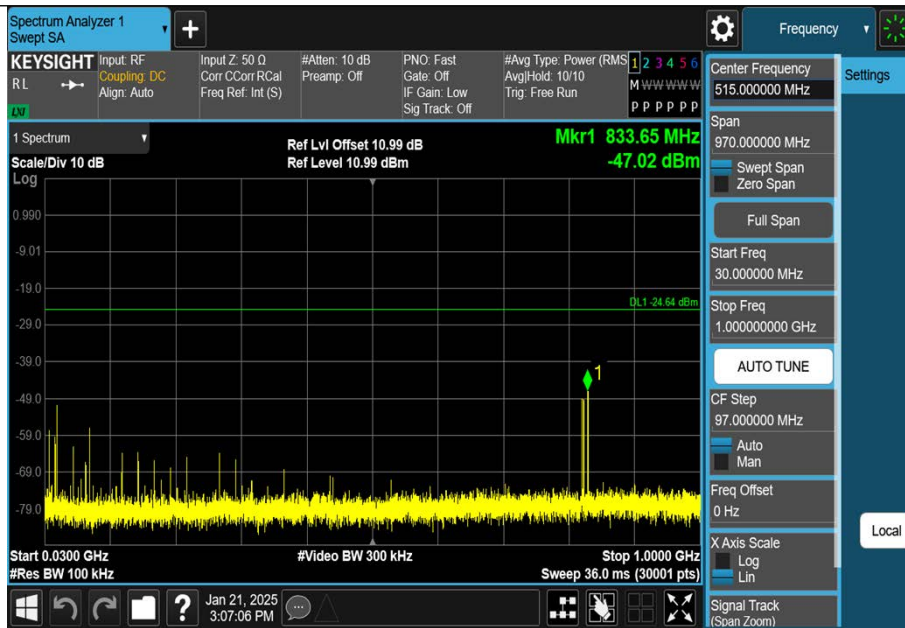 Spectrum Analyzer 1
Swept SA
+
Frequency
KEYSIGHT
RL
LXI
Input: RF
Coupling: DC
Align: Auto
Input Z: 50 Ω
Corr CCorr RCal
Freq Ref: Int (S)
#Atten: 10 dB
Preamp: Off
PNO: Fast
Gate: Off
IF Gain: Low
Sig Track: Off
#Avg Type: Power (RMS
Avg|Hold: 10/10
Trig: Free Run
1 2 3 4 5 6
M W W W W W
P P P P P P
Center Frequency
515.000000 MHz
Settings
1 Spectrum
Scale/Div 10 dB
Log
Ref Lvl Offset 10.99 dB
Ref Level 10.99 dBm
Mkr1 833.65 MHz
-47.02 dBm
0.990
-9.01
-19.0
-29.0
-39.0
-49.0
-59.0
-69.0
-79.0
DL1 -24.64 dBm
1
Start 0.0300 GHz
#Res BW 100 kHz
#Video BW 300 kHz
Stop 1.0000 GHz
Sweep 36.0 ms (30001 pts)
Span
970.000000 MHz
Swept Span
Zero Span
Full Span
Start Freq
30.000000 MHz
Stop Freq
1.000000000 GHz
AUTO TUNE
CF Step
97.000000 MHz
Auto
Man
Freq Offset
0 Hz
X Axis Scale
Log
Lin
Signal Track
(Span Zoom)
Local
?
Jan 21, 2025
3:07:06 PM